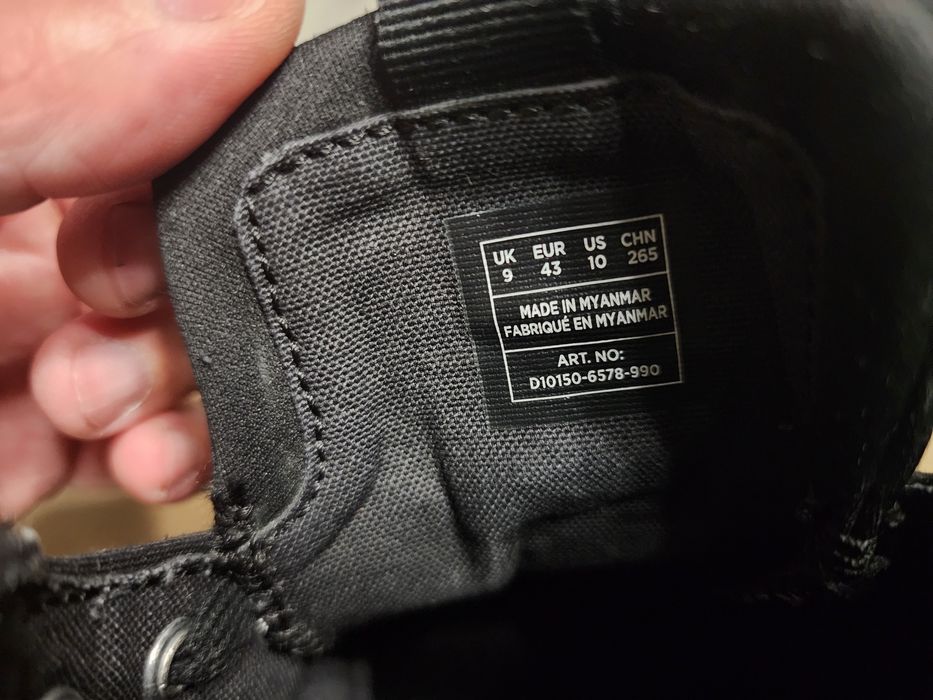 UK EUR US CHN
9 43 10 265
MADE IN MYANMAR
FABRIQUÉ EN MYANMAR
ART. NO:
D10150-6578-990